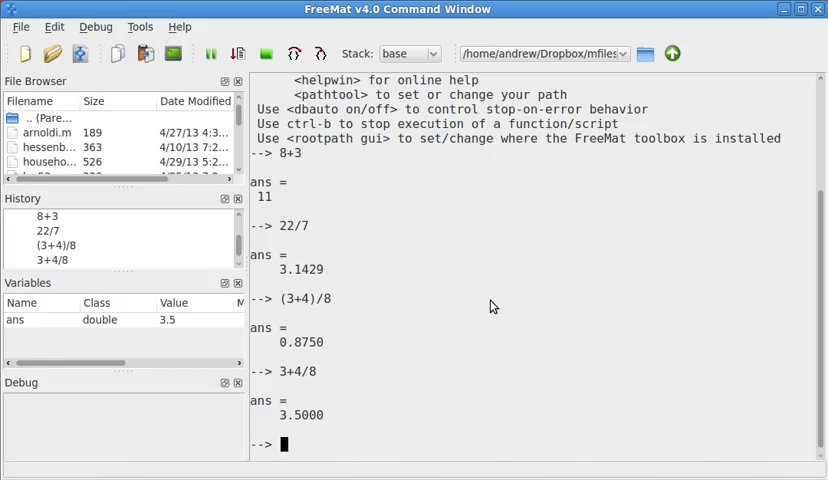 FreeMat v4.0 Command Window
File Edit Debug Tools Help
Stack: base /home/andrew/Dropbox/mfiles
File Browser
Filename Size Date Modified
.. (Pare...
arnoldi.m 189 4/27/13 4:3...
hessenb... 363 4/10/13 7:2...
househo... 526 4/29/13 5:2...
History
8+3
22/7
(3+4)/8
3+4/8
Variables
Name Class Value M
ans double 3.5
Debug
<helpwin> for online help
<pathtool> to set or change your path
Use <dbauto on/off> to control stop-on-error behavior
Use ctrl-b to stop execution of a function/script
Use <rootpath gui> to set/change where the FreeMat toolbox is installed
--> 8+3
ans =
11
--> 22/7
ans =
3.1429
--> (3+4)/8
ans =
0.8750
--> 3+4/8
ans =
3.5000
-->